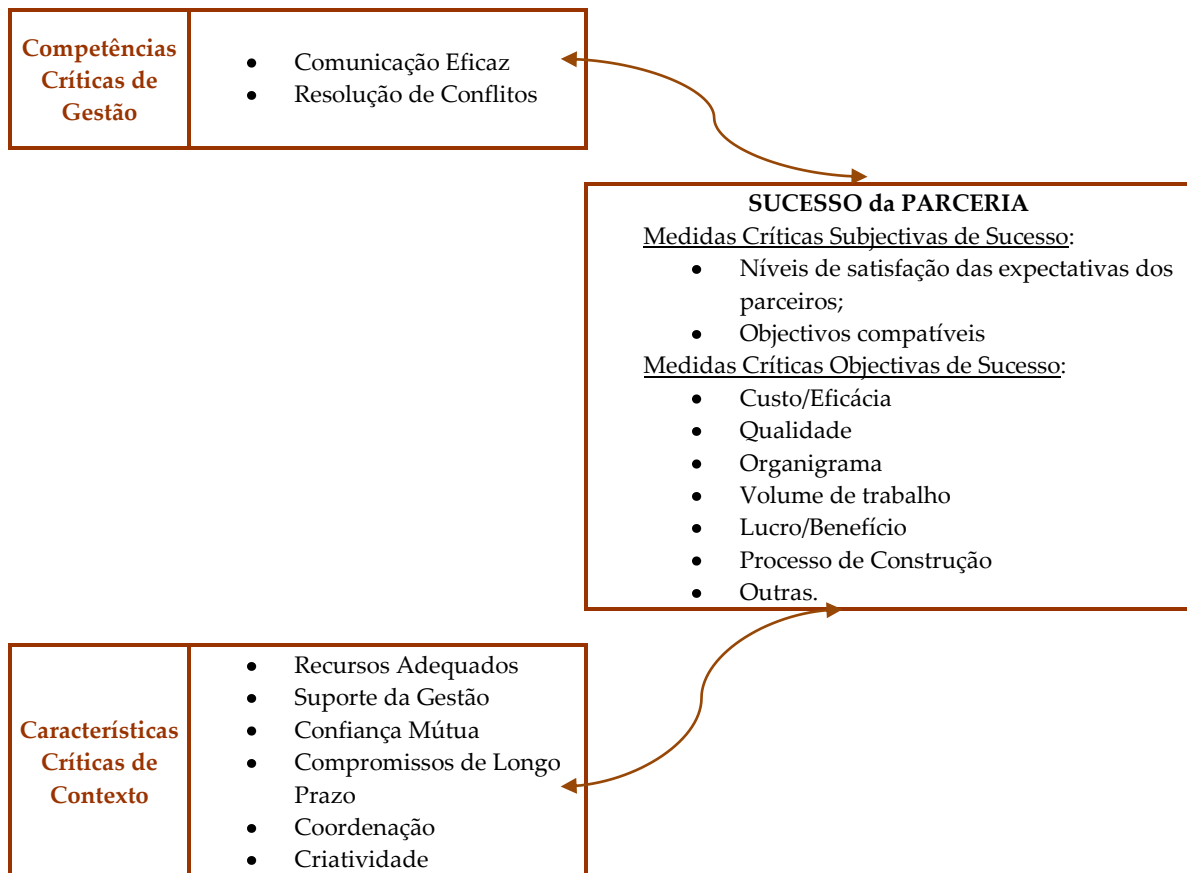 Competências
Críticas de
Gestão
• Comunicação Eficaz
• Resolução de Conflitos
SUCESSO da PARCERIA
Medidas Críticas Subjectivas de Sucesso:
• Níveis de satisfação das expectativas dos
parceiros;
• Objectivos compatíveis
Medidas Críticas Objectivas de Sucesso:
• Custo/Eficácia
• Qualidade
• Organigrama
• Volume de trabalho
• Lucro/Benefício
• Processo de Construção
• Outras.
Características
Críticas de
Contexto
• Recursos Adequados
• Suporte da Gestão
• Confiança Mútua
• Compromissos de Longo
Prazo
• Coordenação
• Criatividade